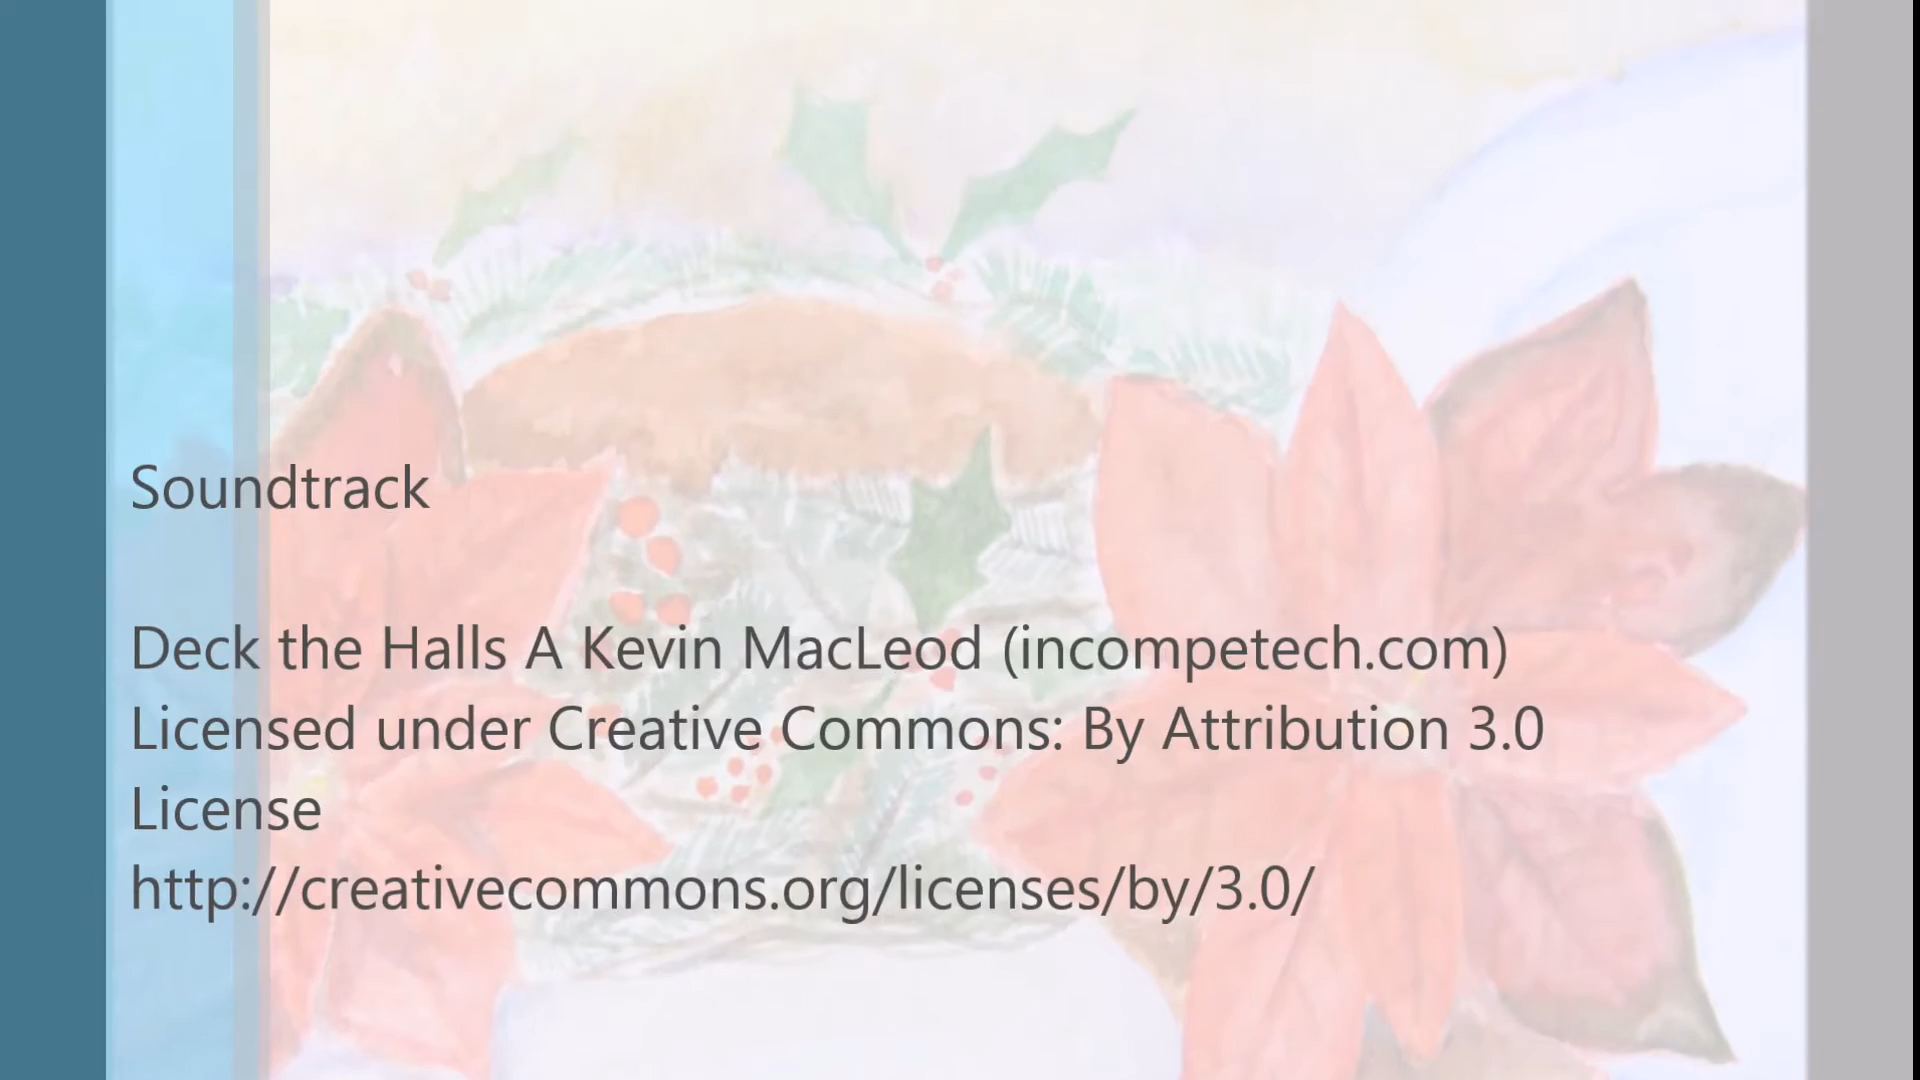 Soundtrack
Deck the Halls A Kevin MacLeod (incompetech.com)
Licensed under Creative Commons: By Attribution 3.0
License
http://creativecommons.org/licenses/by/3.0/